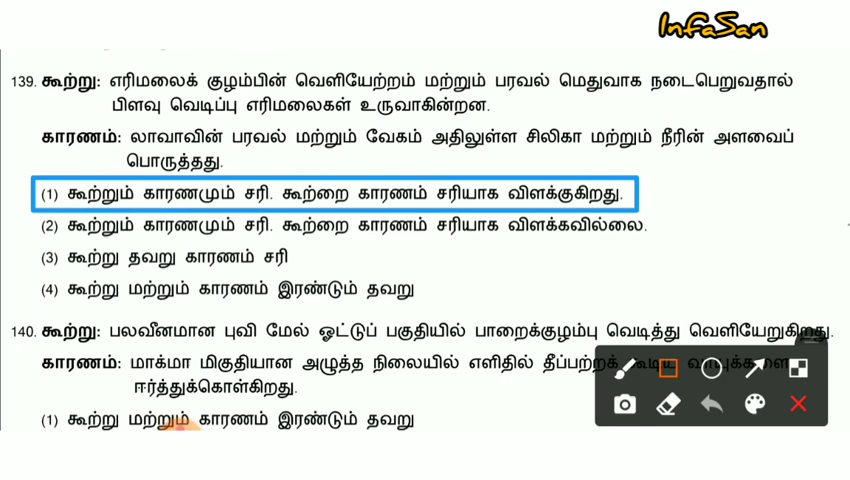 InFaSan
139. கூற்று: எரிமலைக் குழம்பின் வெளியேற்றம் மற்றும் பரவல் மெதுவாக நடைபெறுவதால்
பிளவு வெடிப்பு எரிமலைகள் உருவாகின்றன.
காரணம்: லாவாவின் பரவல் மற்றும் வேகம் அதிலுள்ள சிலிகா மற்றும் நீரின் அளவைப்
பொருத்தது.
(1) கூற்றும் காரணமும் சரி. கூற்றை காரணம் சரியாக விளக்குகிறது.
(2) கூற்றும் காரணமும் சரி. கூற்றை காரணம் சரியாக விளக்கவில்லை.
(3) கூற்று தவறு காரணம் சரி
(4) கூற்று மற்றும் காரணம் இரண்டும் தவறு
140. கூற்று: பலவீனமான புவி மேல் ஓட்டுப் பகுதியில் பாறைக்குழம்பு வெடித்து வெளியேறுகிறது.
காரணம்: மாக்மா மிகுதியான அழுத்த நிலையில் எளிதில் தீப்பற்றக் கூடிய வாயுக்களை
ஈர்த்துக்கொள்கிறது.
(1) கூற்று மற்றும் காரணம் இரண்டும் தவறு